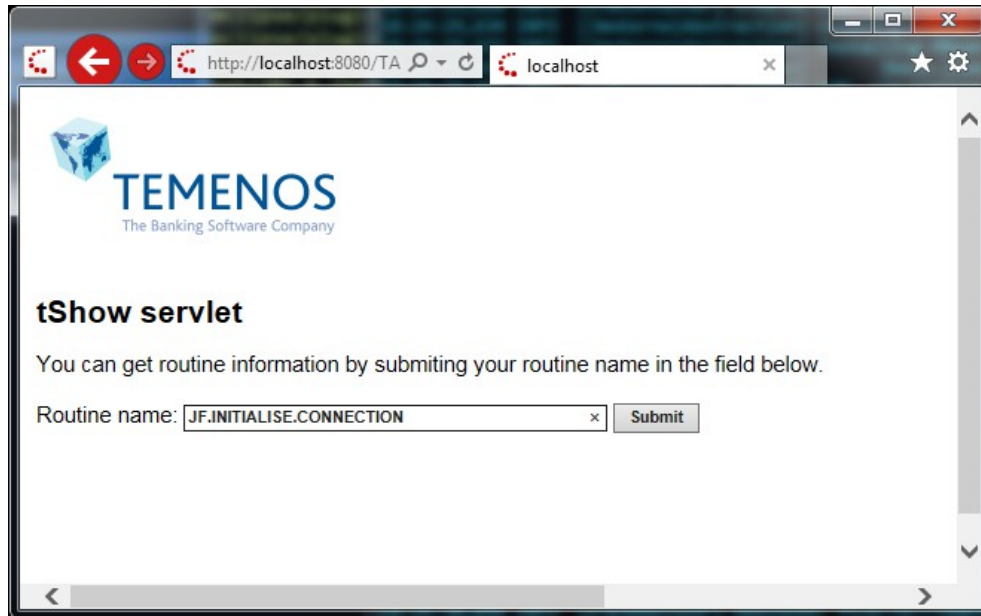 http://localhost:8080/TA
localhost
TEMENOS
The Banking Software Company
tShow servlet
You can get routine information by submiting your routine name in the field below.
Routine name: JF.INITIALISE.CONNECTION Submit